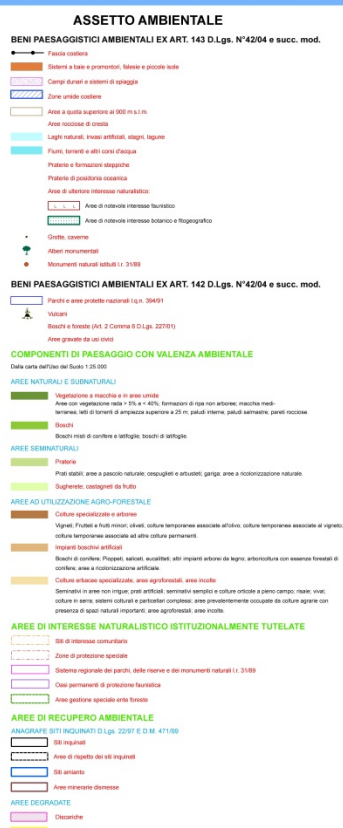 ASSETTO AMBIENTALE
BENI PAESAGGISTICI AMBIENTALI EX ART. 143 D.Lgs. N°42/04 e succ. mod.
Fascia costiera
Sistemi a baie e promontori, falesie e piccole isole
Campi dunari e sistemi di spiaggia
Zone umide costiere
Aree a quota superiore ai 900 m s.l.m.
Aree rocciose di cresta
Laghi naturali, invasi artificiali, stagni, lagune
Fiumi, torrenti e altri corsi d'acqua
Praterie e formazioni steppiche
Praterie di posidonia oceanica
Aree di ulteriore interesse naturalistico:
Aree di notevole interesse faunistico
Aree di notevole interesse botanico e fitogeografico
Grotte, caverne
Alberi monumentali
Monumenti naturali istituiti l.r. 31/89
BENI PAESAGGISTICI AMBIENTALI EX ART. 142 D.Lgs. N°42/04 e succ. mod.
Parchi e aree protette nazionali l.q.n. 394/91
Vulcani
Boschi e foreste (Art. 2 Comma 6 D.Lgs. 227/01)
Aree gravate da usi civici
COMPONENTI DI PAESAGGIO CON VALENZA AMBIENTALE
Dalla carta dell'Uso del Suolo 1:25.000
AREE NATURALI E SUBNATURALI
Vegetazione a macchia e in aree umide
Aree con vegetazione rada > 5% e < 40%; formazioni di ripa non arboree; macchia medi-
terranea; letti di torrenti di ampiezza superiore a 25 m; paludi interne; paludi salmastre; pareti rocciose.
Boschi
Boschi misti di conifere e latifoglie; boschi di latifoglie.
AREE SEMINATURALI
Praterie
Prati stabili; aree a pascolo naturale; cespuglieti e arbusteti; gariga; aree a ricolonizzazione naturale.
Sugherete; castagneti da frutto
AREE AD UTILIZZAZIONE AGRO-FORESTALE
Colture specializzate e arboree
Vigneti; Frutteti e frutti minori; oliveti; colture temporanee associate all'olivo; colture temporanee associate al vigneto;
colture temporanee associate ad altre colture permanenti.
Impianti boschivi artificiali
Boschi di conifere; Pioppeti, saliceti, eucalitteti; altri impianti arborei da legno; arboricoltura con essenze forestali di
conifere; aree a ricolonizzazione artificiale.
Colture erbacee specializzate, aree agroforestali, aree incolte
Seminativi in aree non irrigue; prati artificiali; seminativi semplici e colture orticole a pieno campo; risaie; vivai;
colture in serra; sistemi colturali e particellari complessi; aree prevalentemente occupate da colture agrarie con
presenza di spazi naturali importanti; aree agroforestali; aree incolte.
AREE DI INTERESSE NATURALISTICO ISTITUZIONALMENTE TUTELATE
Siti di interesse comunitario
Zone di protezione speciale
Sistema regionale dei parchi, delle riserve e dei monumenti naturali l.r. 31/89
Oasi permanenti di protezione faunistica
Aree gestione speciale ente foreste
AREE DI RECUPERO AMBIENTALE
ANAGRAFE SITI INQUINATI D.Lgs. 22/97 E D.M. 471/99
Siti inquinati
Aree di rispetto dei siti inquinati
Siti amianto
Aree minerarie dismesse
AREE DEGRADATE
Discariche